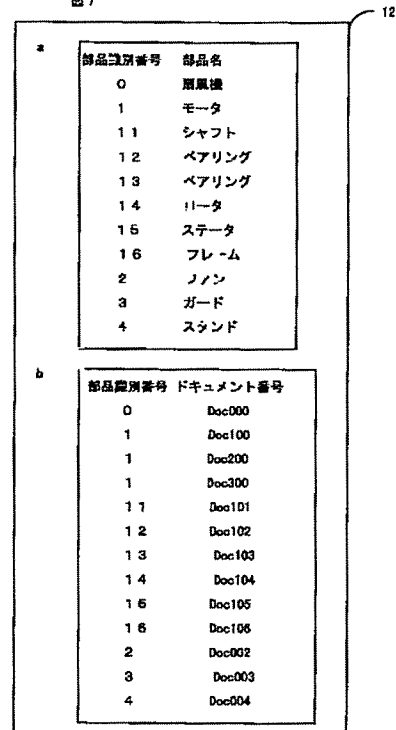 図7
12
a
部品識別番号 部品名
0 扇風機
1 モータ
11 シャフト
12 ベアリング
13 ベアリング
14 ロータ
15 ステータ
16 フレーム
2 ファン
3 ガード
4 スタンド
b
部品識別番号 ドキュメント番号
0 Doc000
1 Doc100
1 Doc200
1 Doc300
11 Doc101
12 Doc102
13 Doc103
14 Doc104
15 Doc105
16 Doc106
2 Doc002
3 Doc003
4 Doc004